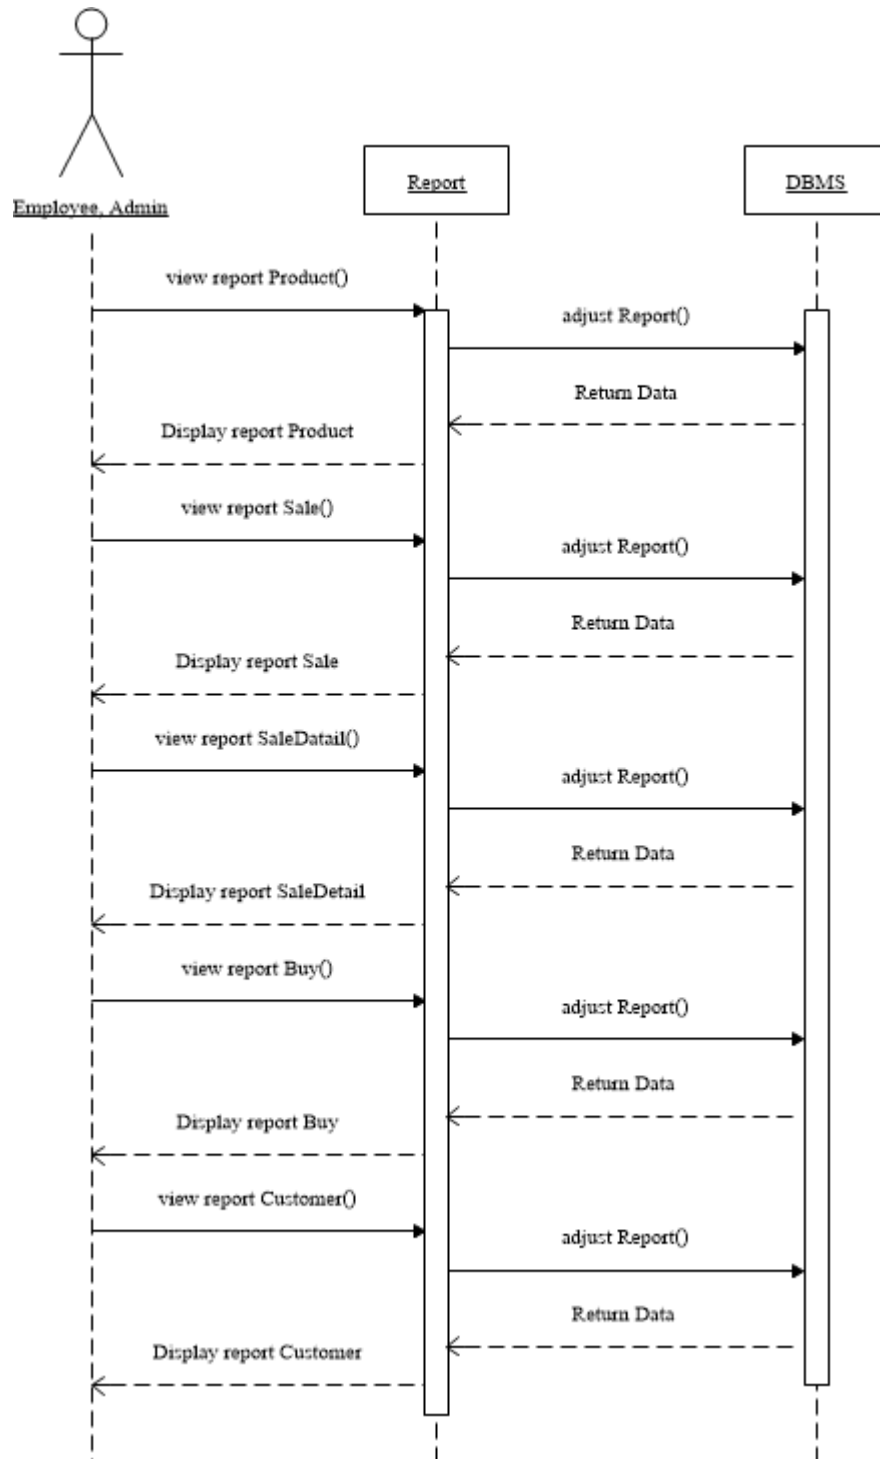 Employee, Admin
Report
DBMS
view report Product()
adjust Report()
Return Data
Display report Product
view report Sale()
adjust Report()
Return Data
Display report Sale
view report SaleDatail()
adjust Report()
Return Data
Display report SaleDetail
view report Buy()
adjust Report()
Return Data
Display report Buy
view report Customer()
adjust Report()
Return Data
Display report Customer